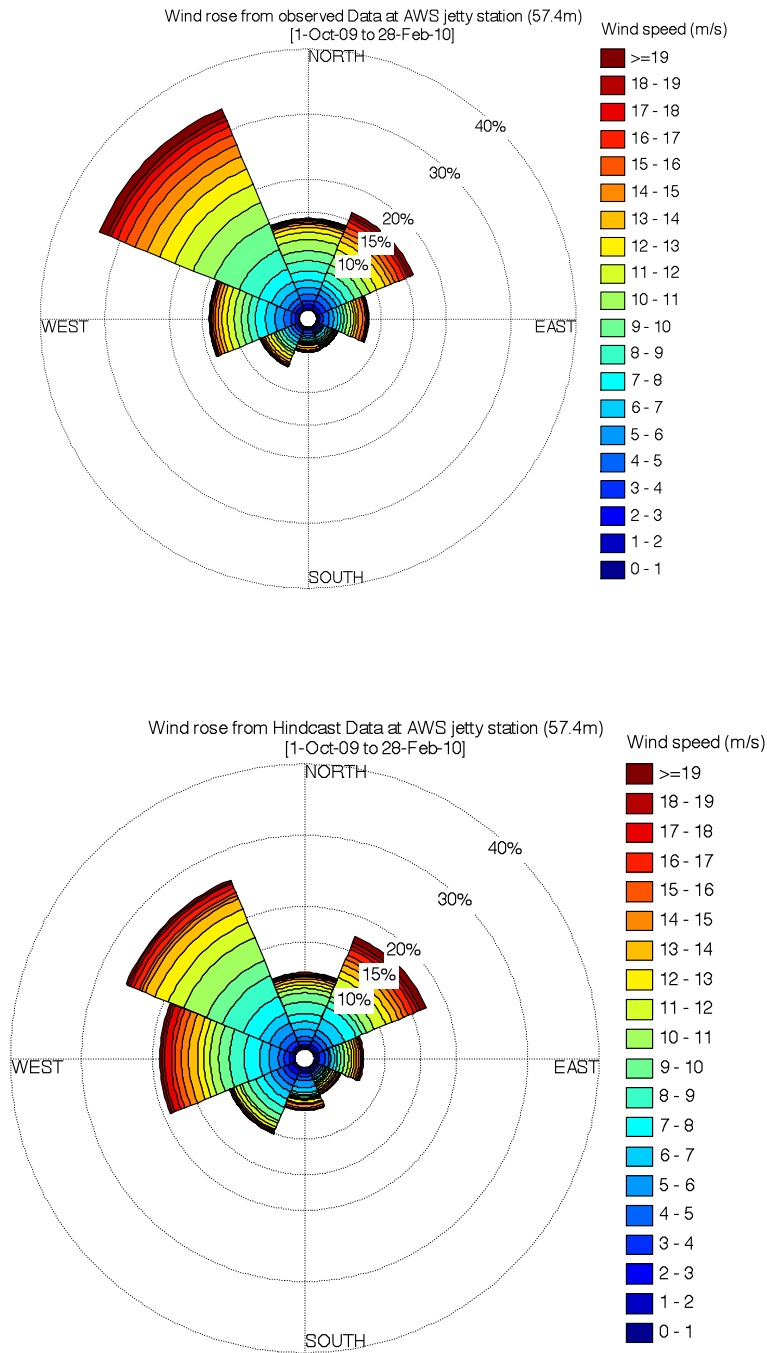 Wind rose from observed Data at AWS jetty station (57.4m)
[1-Oct-09 to 28-Feb-10]
NORTH
40%
30%
20%
15%
10%
WEST
EAST
SOUTH
Wind speed (m/s)
>=19
18 - 19
17 - 18
16 - 17
15 - 16
14 - 15
13 - 14
12 - 13
11 - 12
10 - 11
9 - 10
8 - 9
7 - 8
6 - 7
5 - 6
4 - 5
3 - 4
2 - 3
1 - 2
0 - 1
Wind rose from Hindcast Data at AWS jetty station (57.4m)
[1-Oct-09 to 28-Feb-10]
NORTH
40%
30%
20%
15%
10%
WEST
EAST
SOUTH
Wind speed (m/s)
>=19
18 - 19
17 - 18
16 - 17
15 - 16
14 - 15
13 - 14
12 - 13
11 - 12
10 - 11
9 - 10
8 - 9
7 - 8
6 - 7
5 - 6
4 - 5
3 - 4
2 - 3
1 - 2
0 - 1